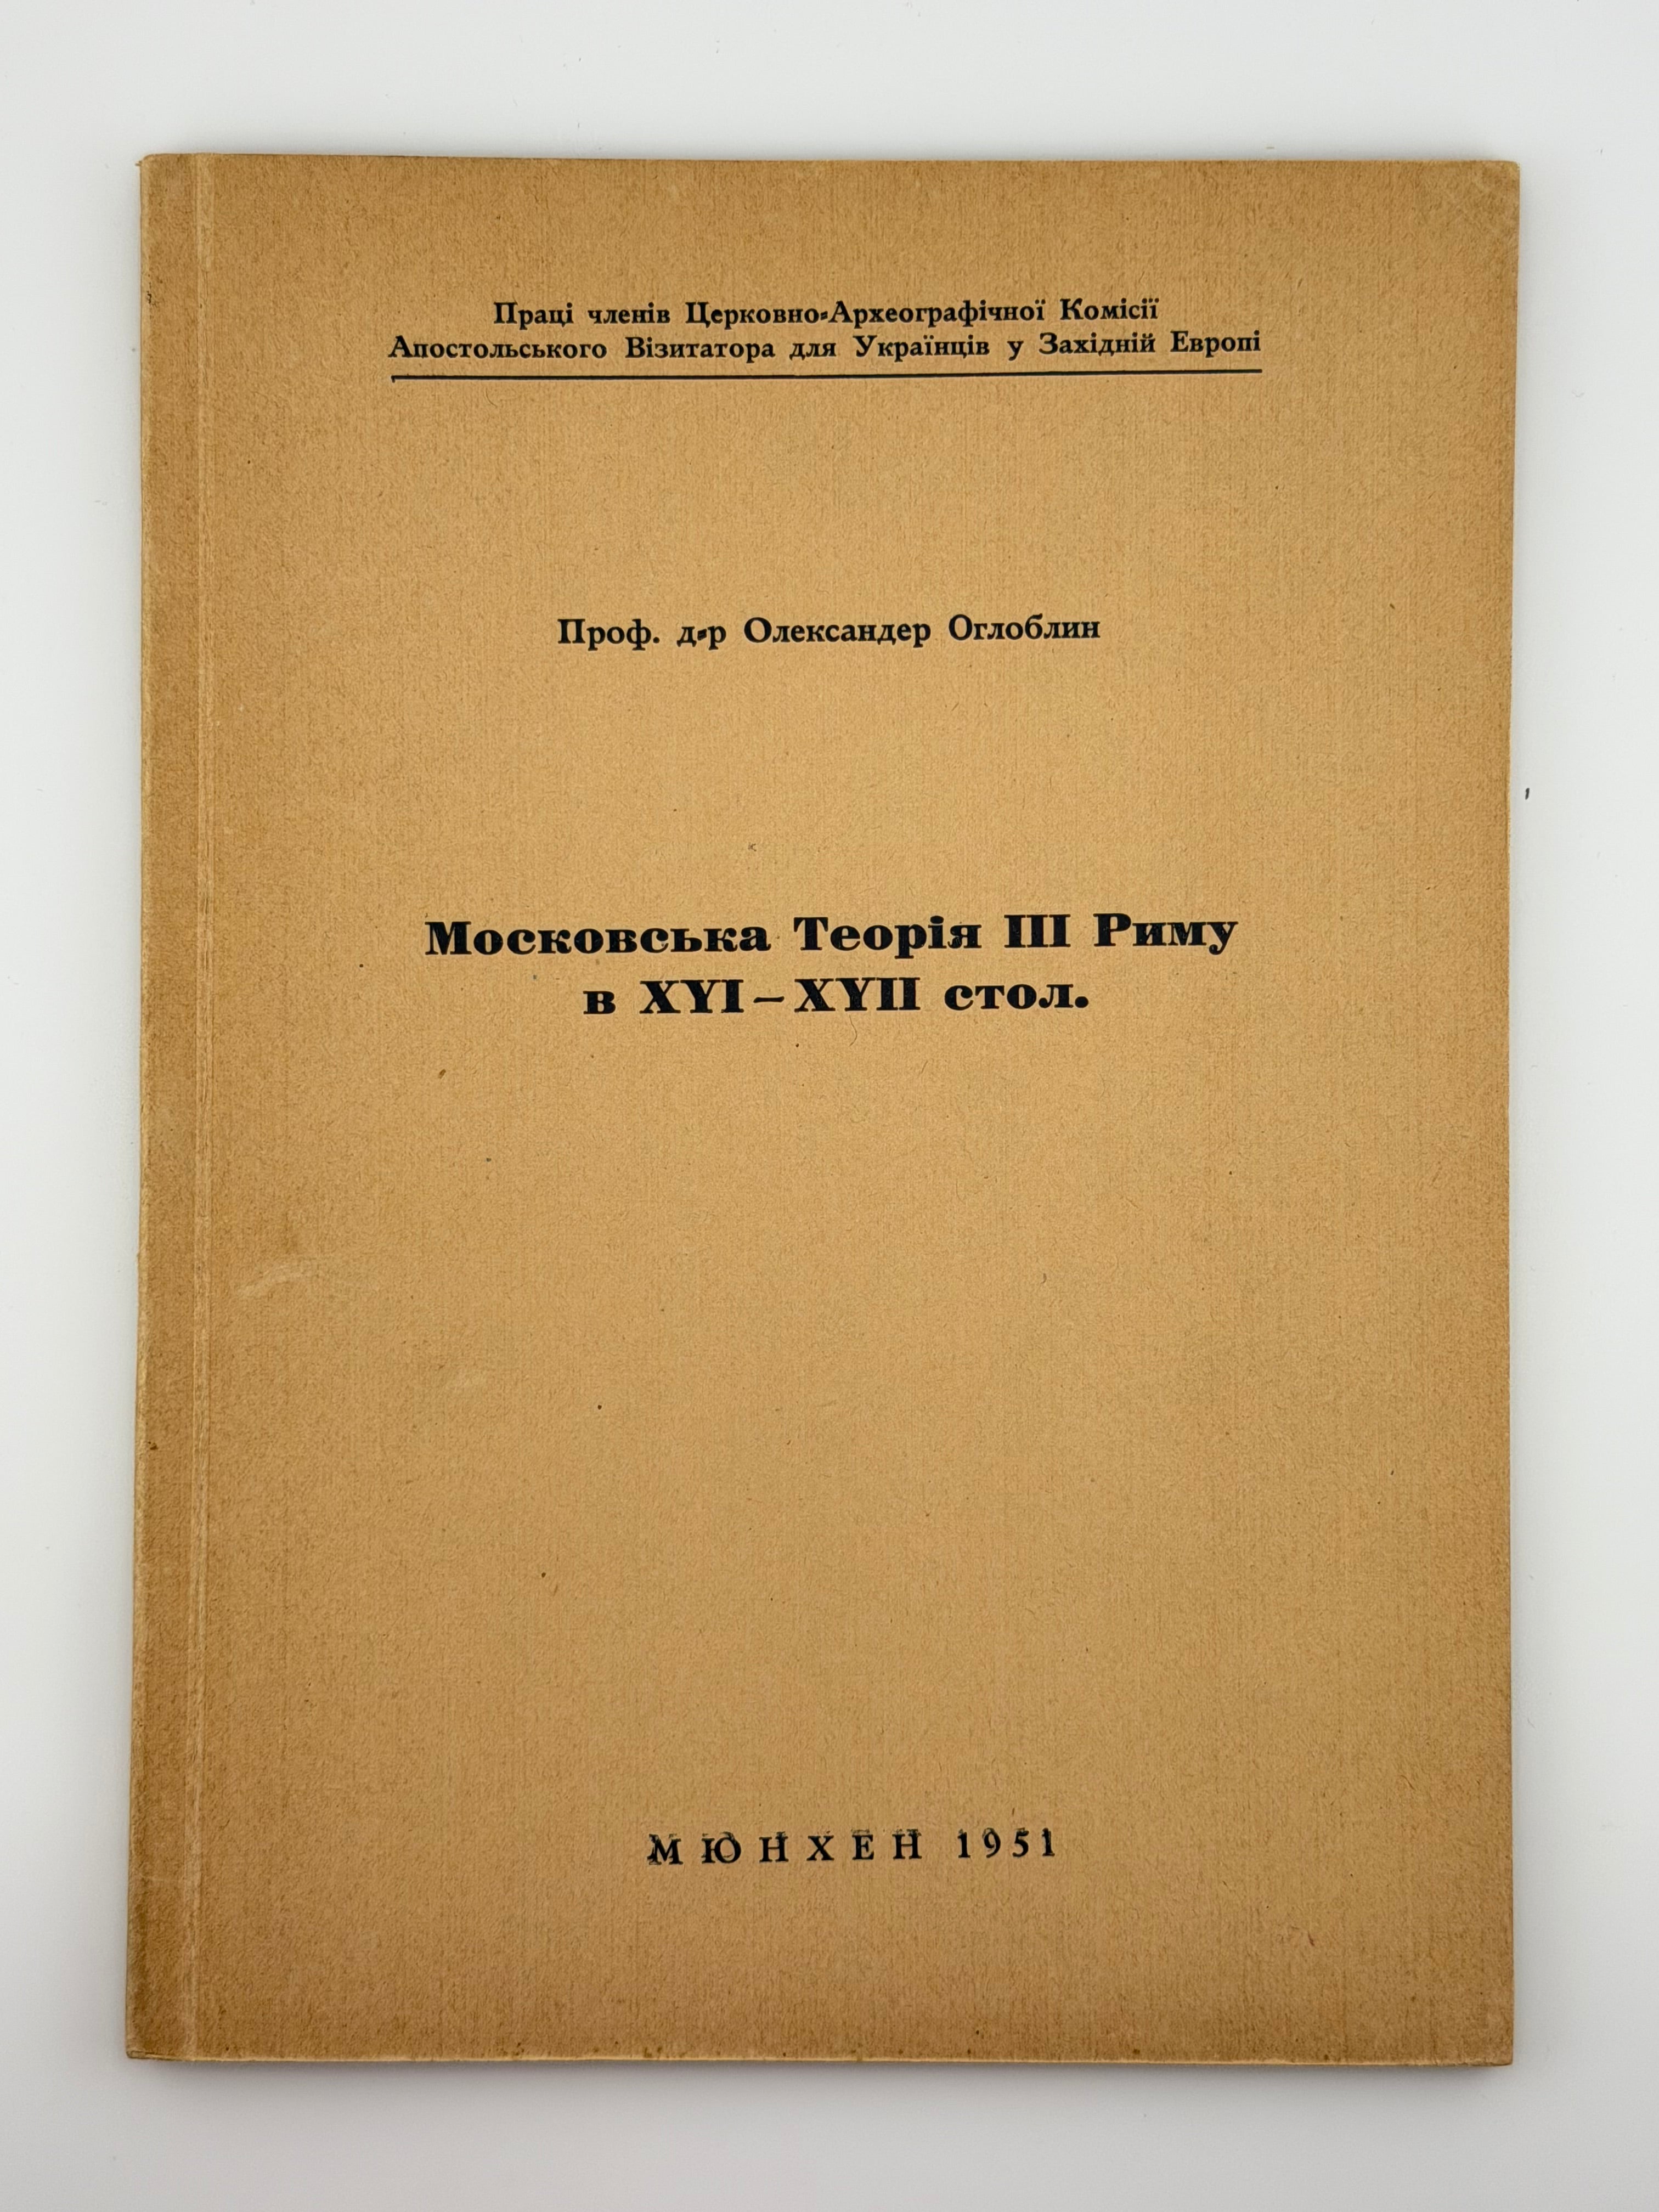 Праці членів Церковно-Археографічної Комісії
Апостольського Візитатора для Українців у Західній Европі
Проф. д-р Олександер Оглоблин
Московська Теорія III Риму
в XYI – XYII стол.
МЮНХЕН 1951